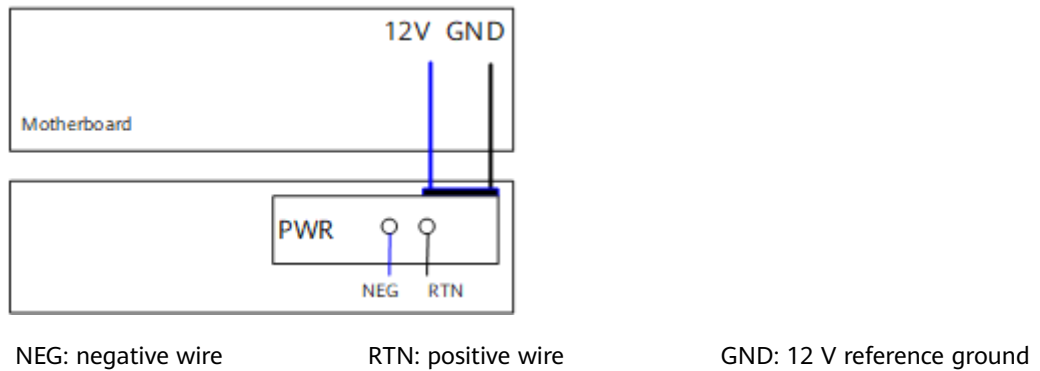 12V GND
Motherboard
PWR
NEG RTN
NEG: negative wire RTN: positive wire GND: 12 V reference ground